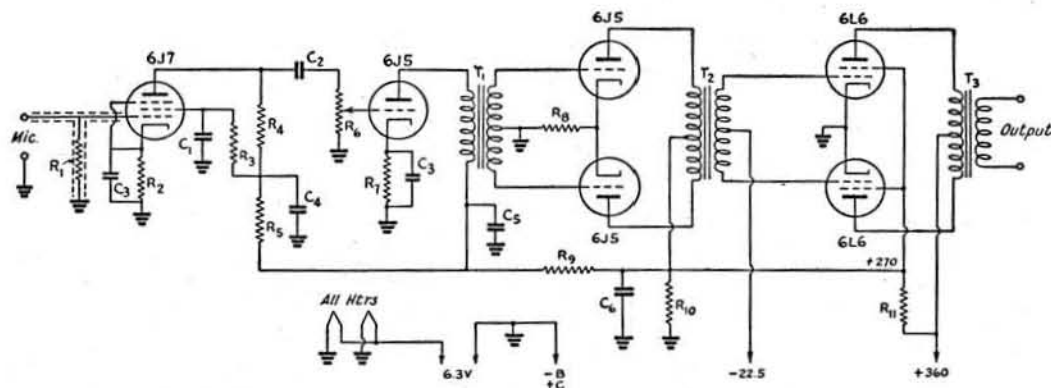 6J7
C₂
6J5
T₁
6J5
T₂
6L6
T₃
Mic.
R₁
C₃
R₂
C₁
R₃
R₄
R₆
R₇
C₃
R₈
Output
C₄
R₅
C₅
6J5
6L6
R₉
+270
C₆
R₁₀
R₁₁
All Htrs
6.3V
-B
+C
-22.5
+360